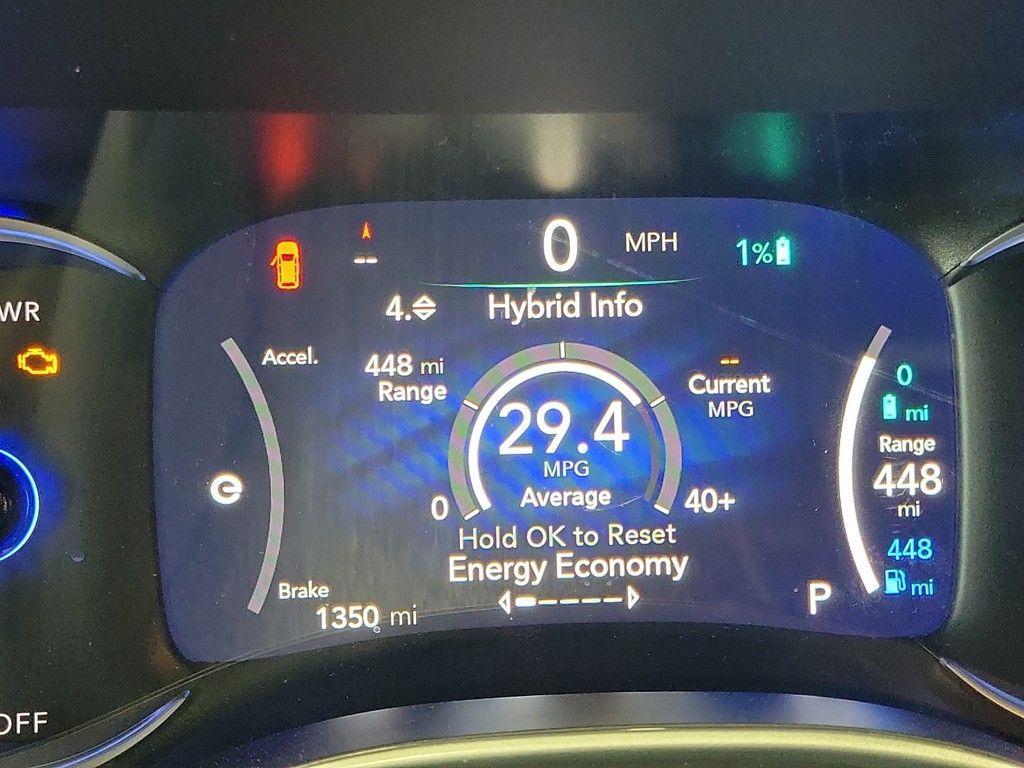 0 MPH
1%
--
4.
Hybrid Info
WR
Accel.
448 mi
Range
--
Current
MPG
0
mi
29.4
MPG
Average
0
40+
Range
448
mi
Hold OK to Reset
Energy Economy
448
mi
Brake
1350 mi
P
OFF